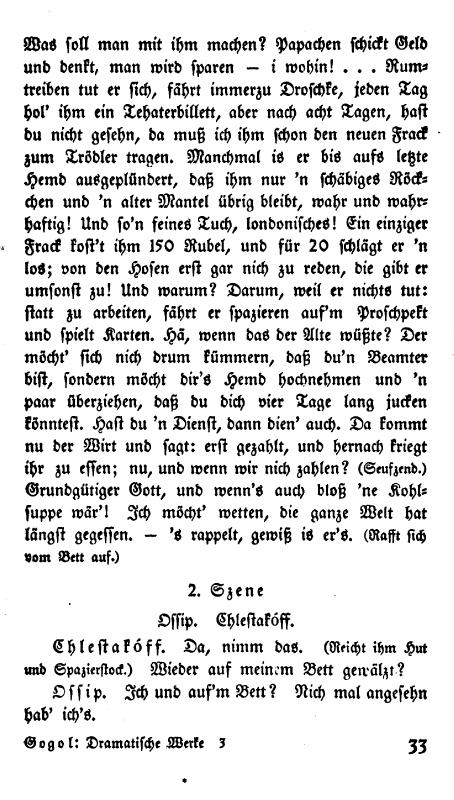 Was soll man mit ihm machen? Papachen schickt Geld
und denkt, man wird sparen — i wohin! . . . Rum-
treiben tut er sich, fährt immerzu Droschke, jeden Tag
hol' ihm ein Tehaterbillett, aber nach acht Tagen, hast
du nicht gesehn, da muß ich ihm schon den neuen Frack
zum Trödler tragen. Manchmal is er bis aufs letzte
Hemd ausgeplündert, daß ihm nur 'n schäbiges Röck-
chen und 'n alter Mantel übrig bleibt, wahr und wahr-
haftig! Und so'n feines Tuch, londonisches! Ein einziger
Frack kost't ihm 150 Rubel, und für 20 schlägt er 'n
los; von den Hosen erst gar nich zu reden, die gibt er
umsonst zu! Und warum? Darum, weil er nichts tut:
statt zu arbeiten, fährt er spazieren auf'm Proschpekt
und spielt Karten. Hä, wenn das der Alte wüßte? Der
möcht' sich nich drum kümmern, daß du'n Beamter
bist, sondern möcht dir's Hemd hochnehmen und 'n
paar überziehen, daß du dich vier Tage lang jucken
könntest. Hast du 'n Dienst, dann dien' auch. Da kommt
nu der Wirt und sagt: erst gezahlt, und hernach kriegt
ihr zu essen; nu, und wenn wir nich zahlen? (Seufzend.)
Grundgütiger Gott, und wenn's auch bloß 'ne Kohl-
suppe wär'! Ich möcht' wetten, die ganze Welt hat
längst gegessen. — 's rappelt, gewiß is er's. (Rafft sich
vom Bett auf.)
2. Szene
Ossip. Chlestakóff.
Chlestakóff. Da, nimm das. (Reicht ihm Hut
und Spazierstock.) Wieder auf meinem Bett gewälzt?
Ossip. Ich und auf'm Bett? Nich mal angesehn
hab' ich's.
Gogol: Dramatische Werke 3
33